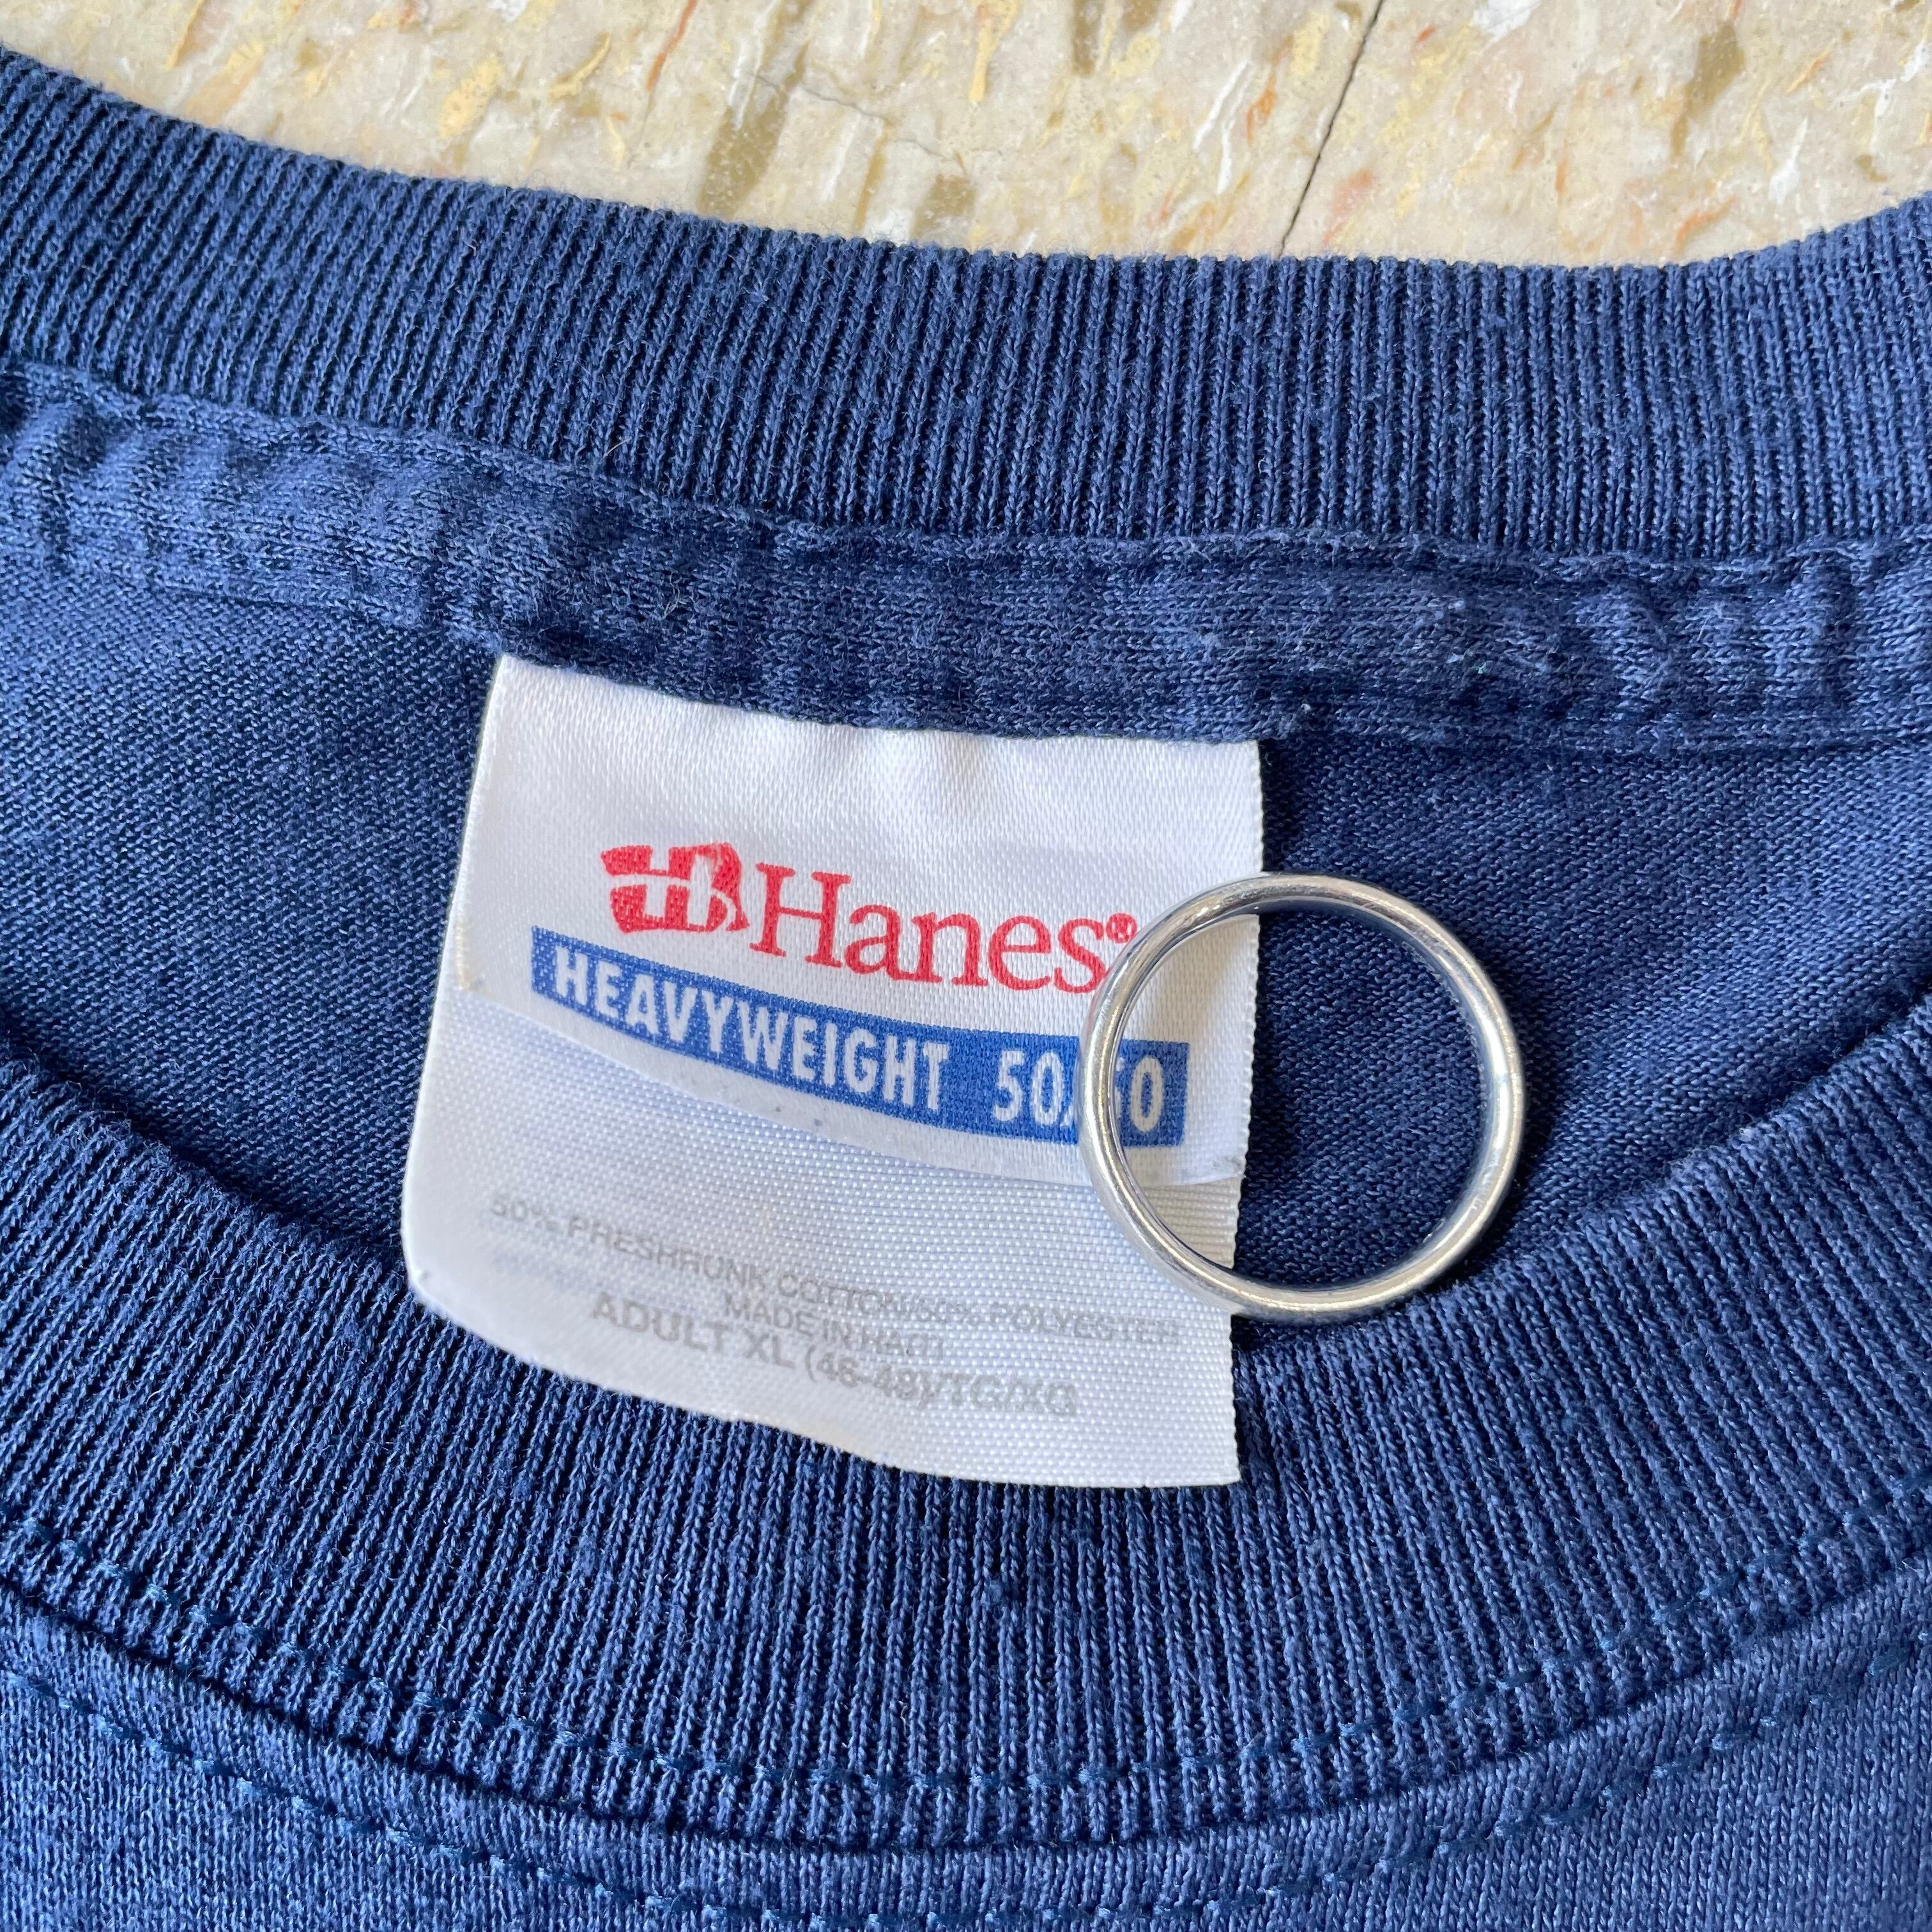 Hanes®
HEAVYWEIGHT 50/50
50% PRESHRUNK COTTON/50% POLYESTER
MADE IN HAITI
ADULT XL (46-48)/TG/XG